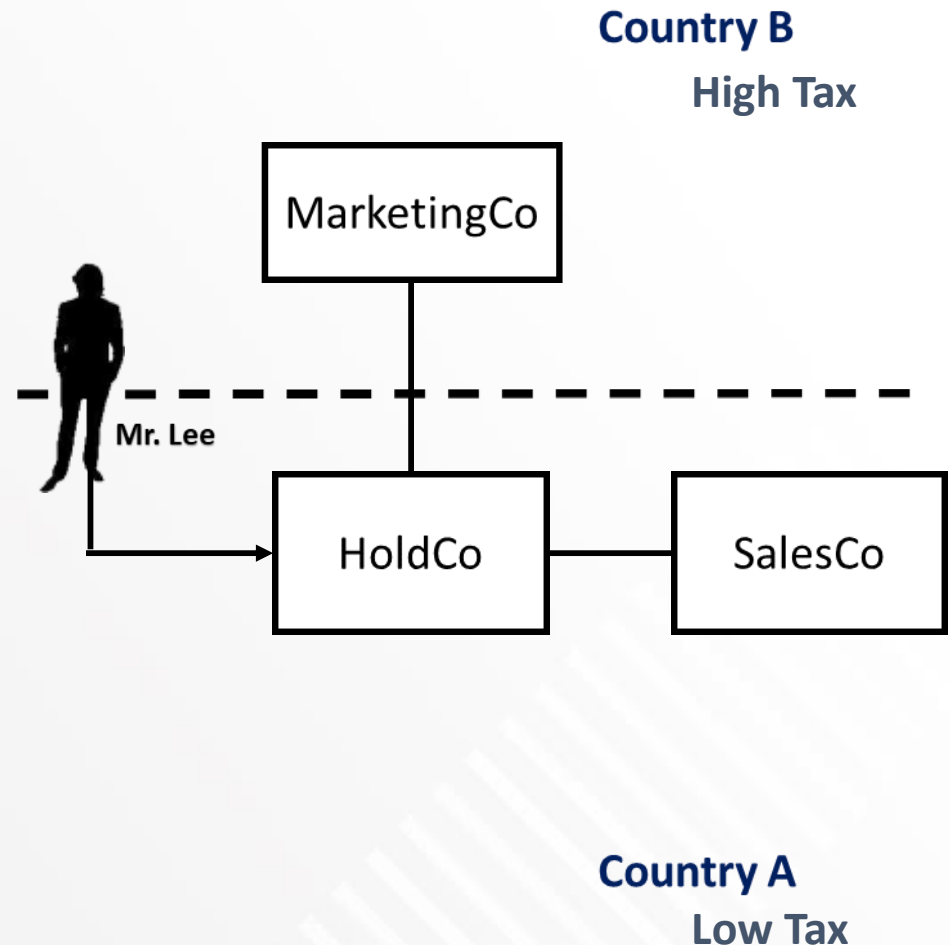 Country B
High Tax
MarketingCo
Mr. Lee
HoldCo
SalesCo
Country A
Low Tax